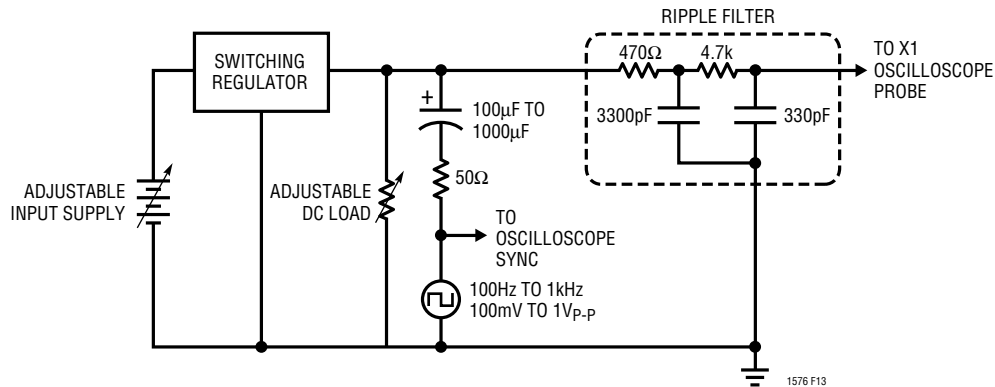 RIPPLE FILTER
SWITCHING
REGULATOR
470Ω
4.7k
TO X1
OSCILLOSCOPE
PROBE
+
100µF TO
1000µF
3300pF
330pF
ADJUSTABLE
INPUT SUPPLY
ADJUSTABLE
DC LOAD
50Ω
TO
OSCILLOSCOPE
SYNC
100Hz TO 1kHz
100mV TO 1VP-P
1576 F13